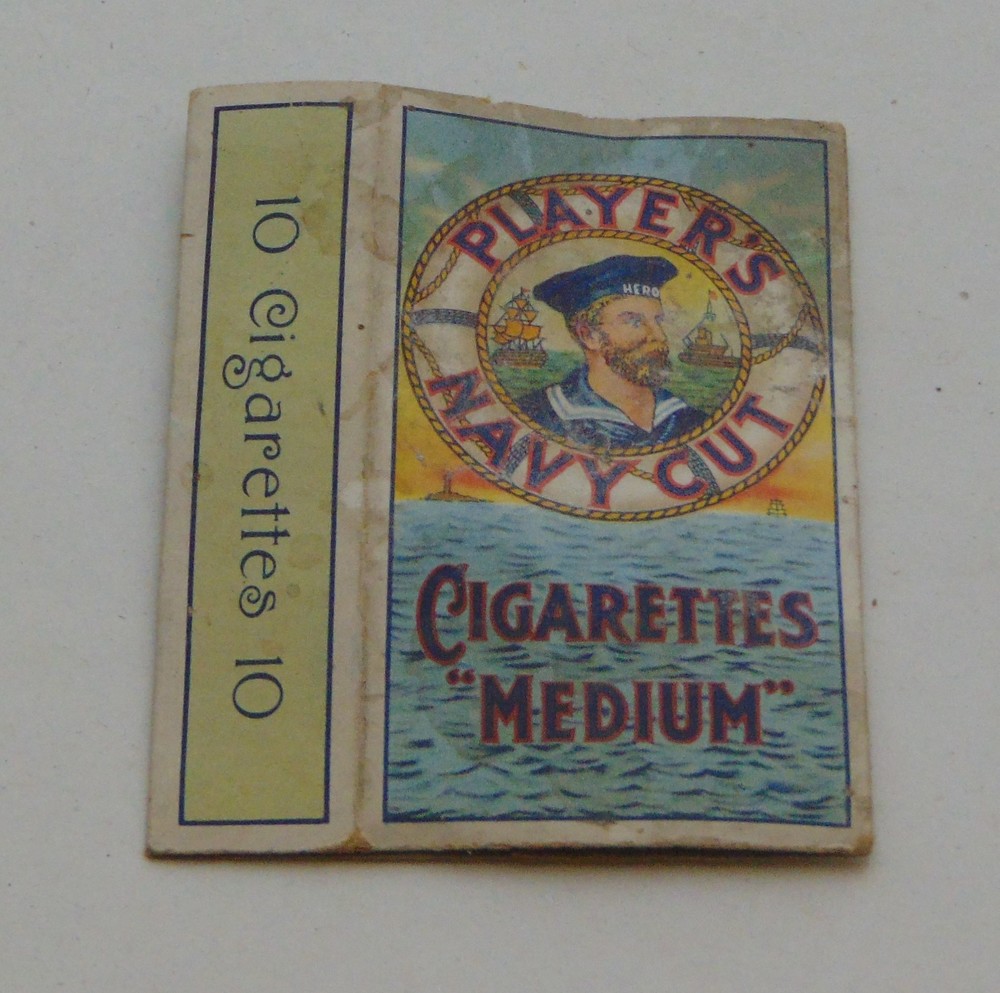 10 Cigarettes 10
PLAYER'S
HERO
NAVY CUT
CIGARETTES
"MEDIUM"